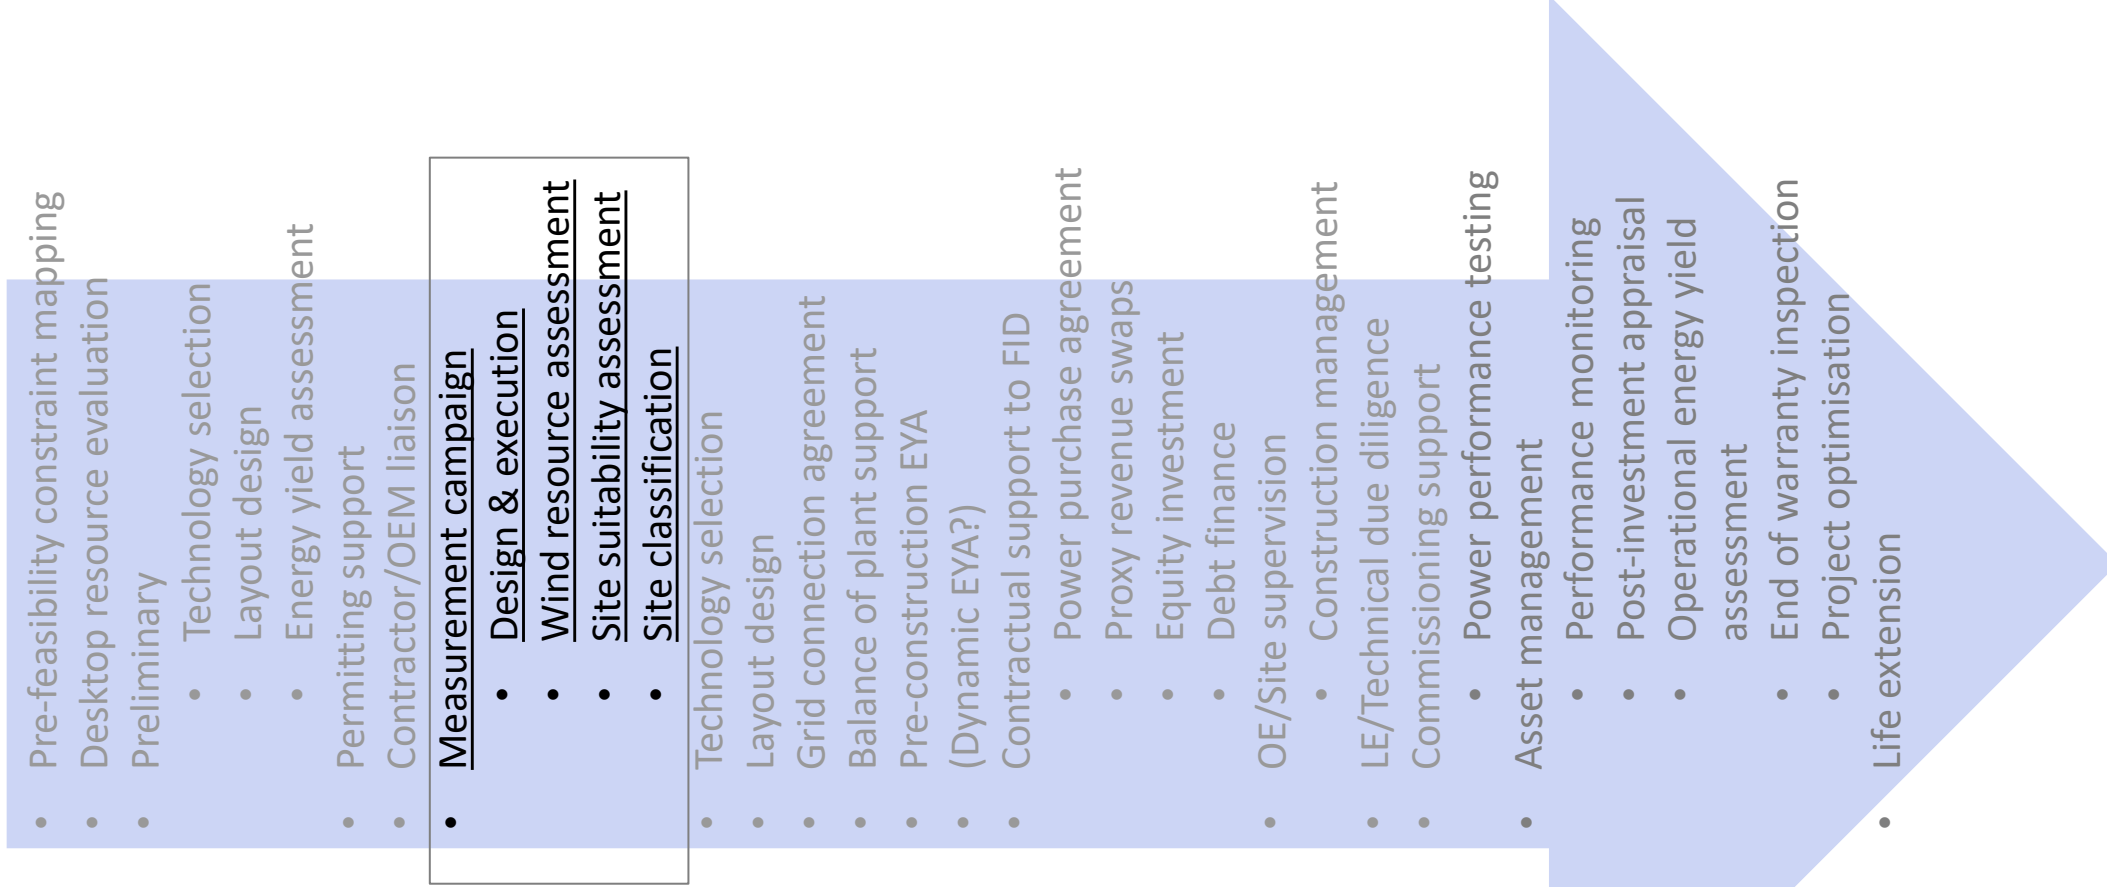 • Pre-feasibility constraint mapping
• Desktop resource evaluation
• Preliminary
• Technology selection
• Layout design
• Energy yield assessment
• Permitting support
• Contractor/OEM liaison
• Measurement campaign
• Design & execution
• Wind resource assessment
• Site suitability assessment
• Site classification
• Technology selection
• Layout design
• Grid connection agreement
• Balance of plant support
• Pre-construction EYA
• (Dynamic EYA?)
• Contractual support to FID
• Power purchase agreement
• Proxy revenue swaps
• Equity investment
• Debt finance
• OE/Site supervision
• Construction management
• LE/Technical due diligence
• Commissioning support
• Power performance testing
• Asset management
• Performance monitoring
• Post-investment appraisal
• Operational energy yield
assessment
• End of warranty inspection
• Project optimisation
• Life extension